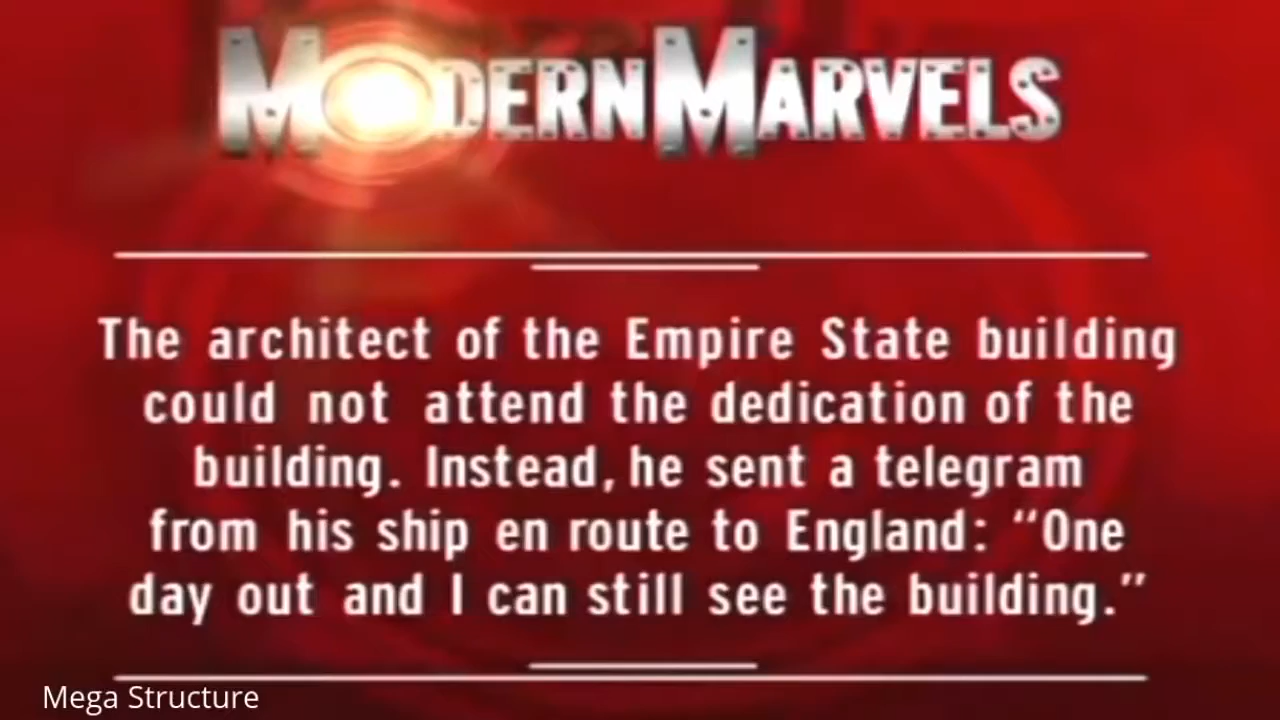 MODERN MARVELS
The architect of the Empire State building
could not attend the dedication of the
building. Instead, he sent a telegram
from his ship en route to England: “One
day out and I can still see the building.”
Mega Structure